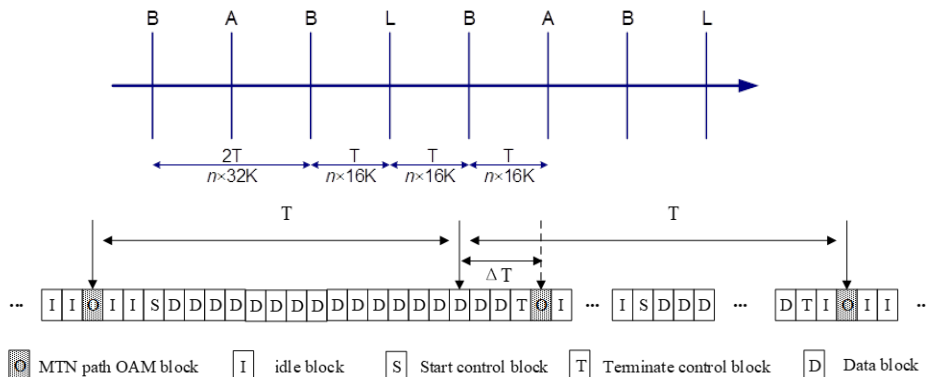 B A B L B A B L
2T T T T
n×32K n×16K n×16K n×16K
T T
ΔT
... I I O I I S D D D D D D D D D D D D D D D D D T O I ... I S D D D ... D T I O I I ..
O MTN path OAM block I idle block S Start control block T Terminate control block D Data block